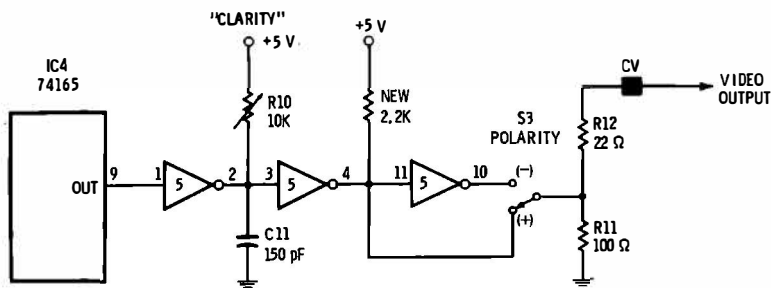 "CLARITY"
+5 V
+5 V
IC4
74165
CV
VIDEO
OUTPUT
R10
10K
NEW
2,2K
S3
POLARITY
R12
22 Ω
OUT
9
1
5
2
3
5
4
11
5
10
(-)
(+)
C11
150 pF
R11
100 Ω